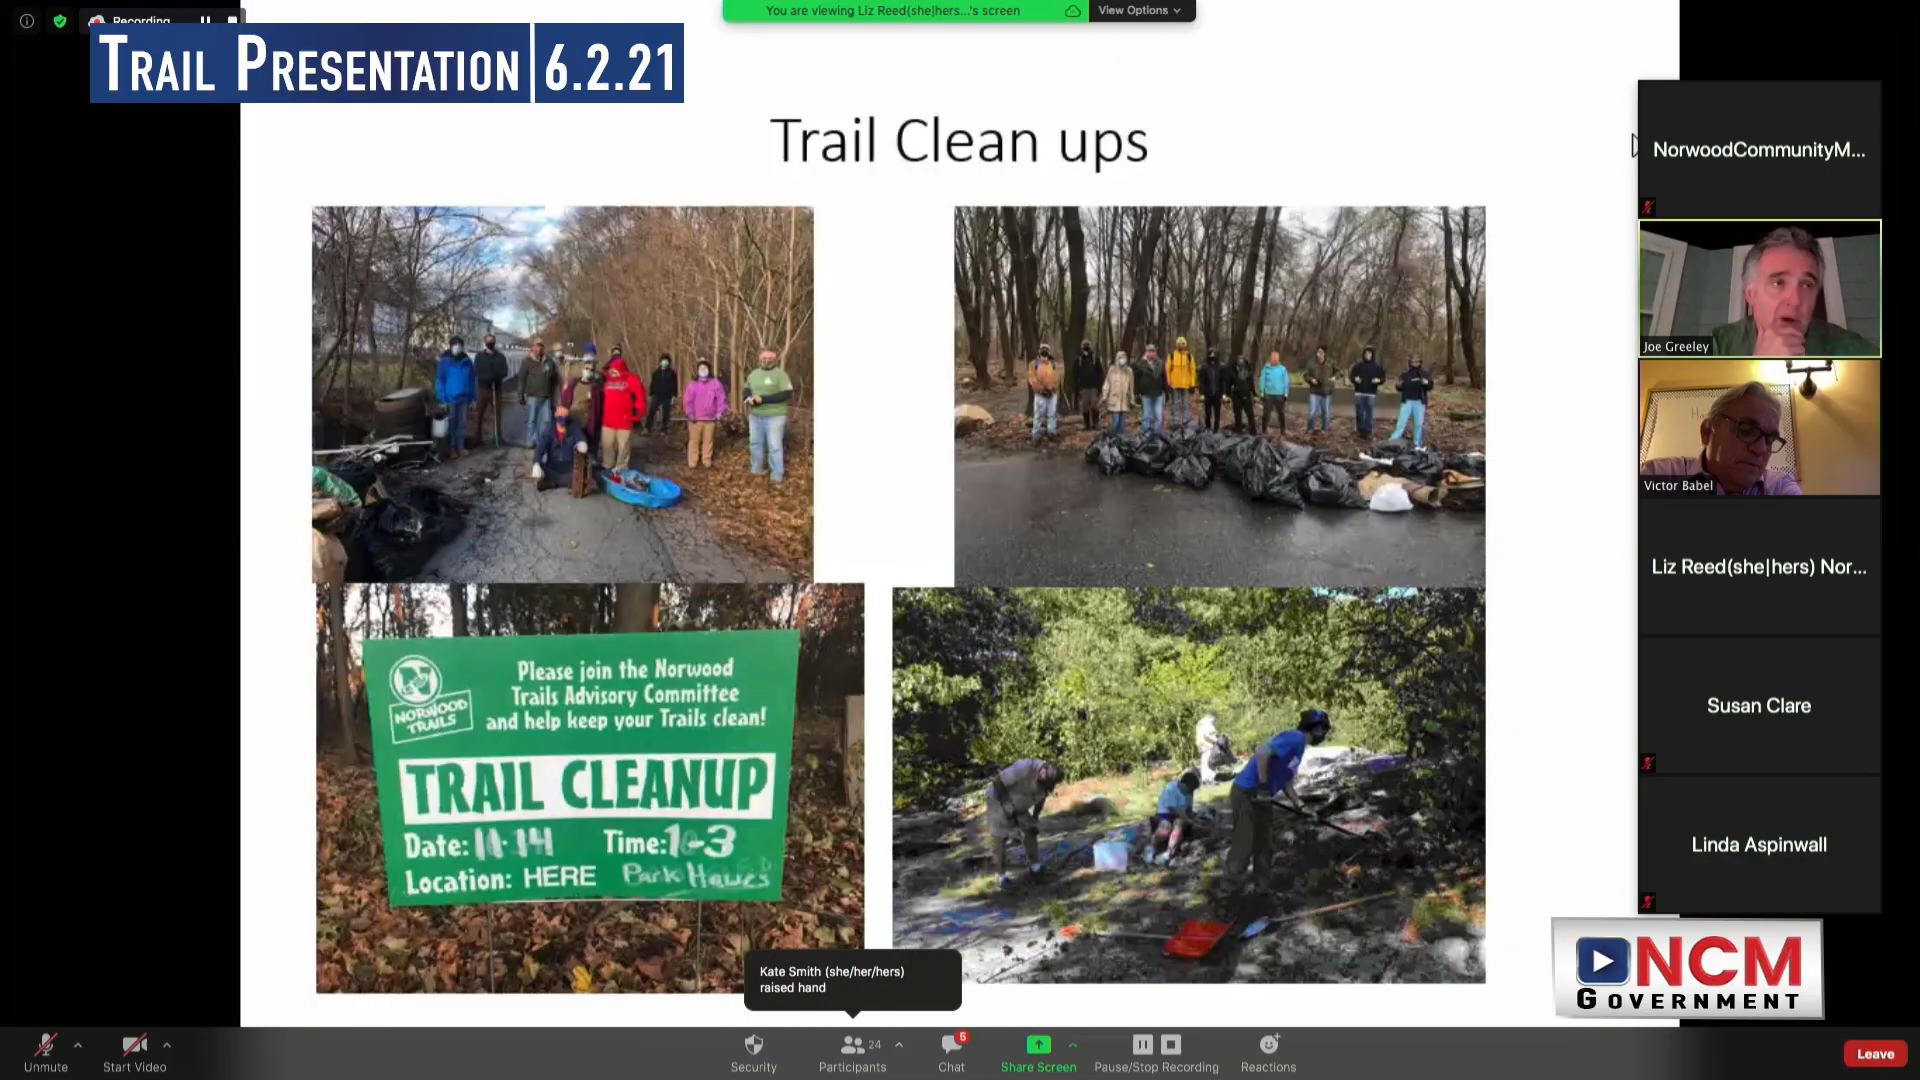 Recording
You are viewing Liz Reed(she|hers...'s screen
View Options
TRAIL PRESENTATION 6.2.21
Trail Clean ups
NorwoodCommunityM...
Joe Greeley
Victor Babel
Liz Reed(she|hers) Nor...
Susan Clare
Linda Aspinwall
Please join the Norwood
Trails Advisory Committee
and help keep your Trails clean!
NORWOOD
TRAILS
TRAIL CLEANUP
Date: 11-14 Time: 1-3
Location: HERE Park Hawes
Kate Smith (she/her/hers)
raised hand
NCM
GOVERNMENT
Unmute
Start Video
Security
24
Participants
5
Chat
Share Screen
Pause/Stop Recording
Reactions
Leave